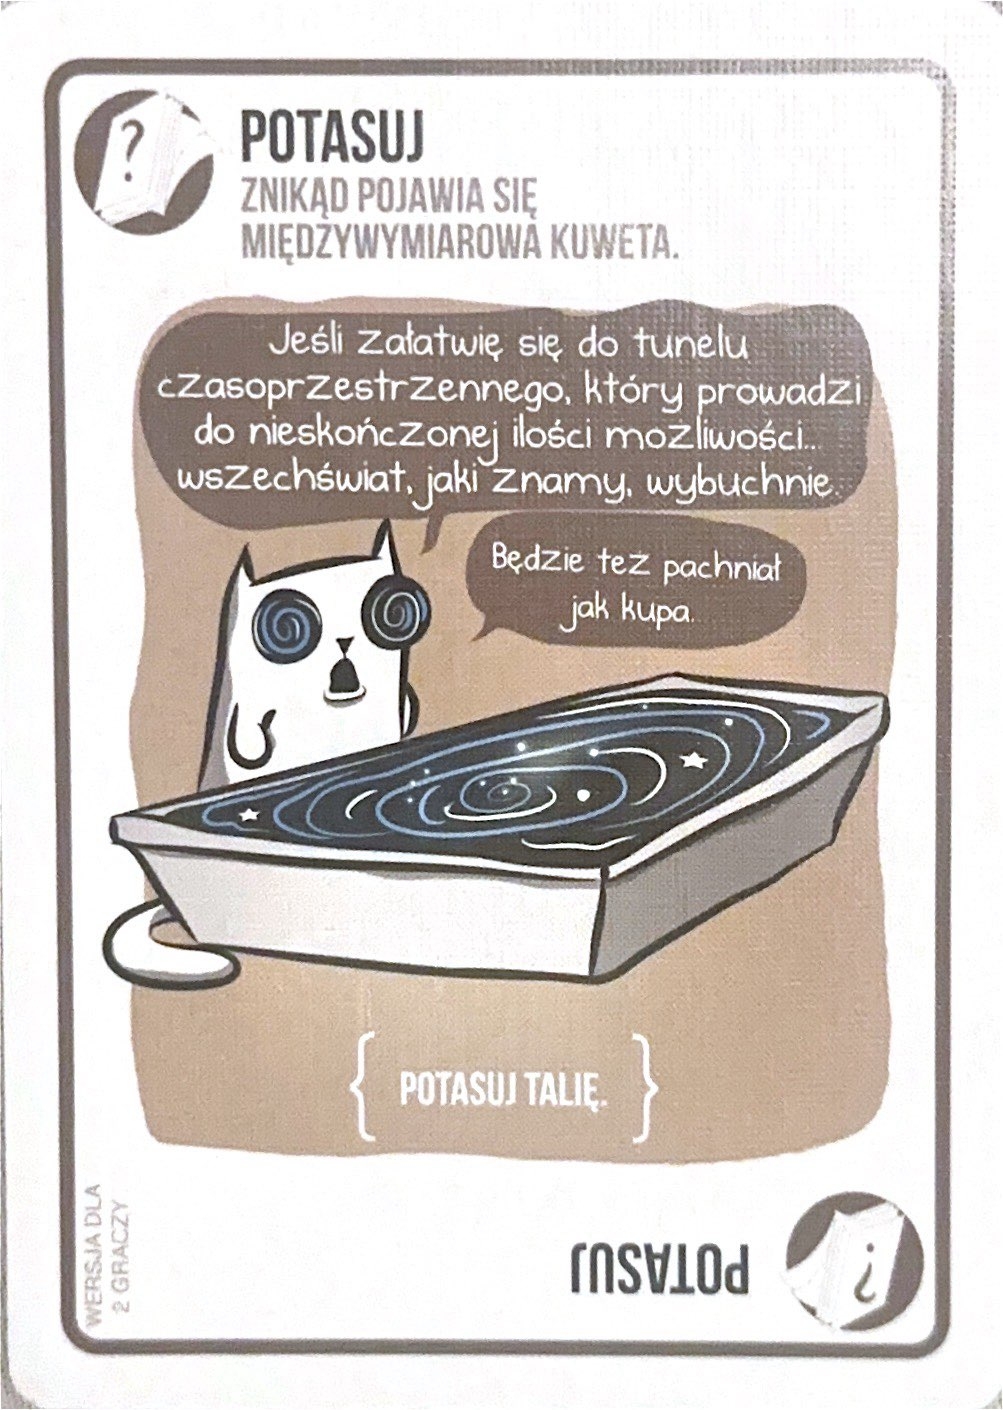 ?
POTASUJ
ZNIKĄD POJAWIA SIĘ
MIĘDZYWYMIAROWA KUWETA.
Jeśli załatwię się do tunelu
czasoprzestrzennego, który prowadzi
do nieskończonej ilości możliwości...
wszechświat, jaki znamy, wybuchnie.
Będzie też pachniał
jak kupa.
{ POTASUJ TALIĘ. }
WERSJA DLA
2 GRACZY
POTASUJ
?